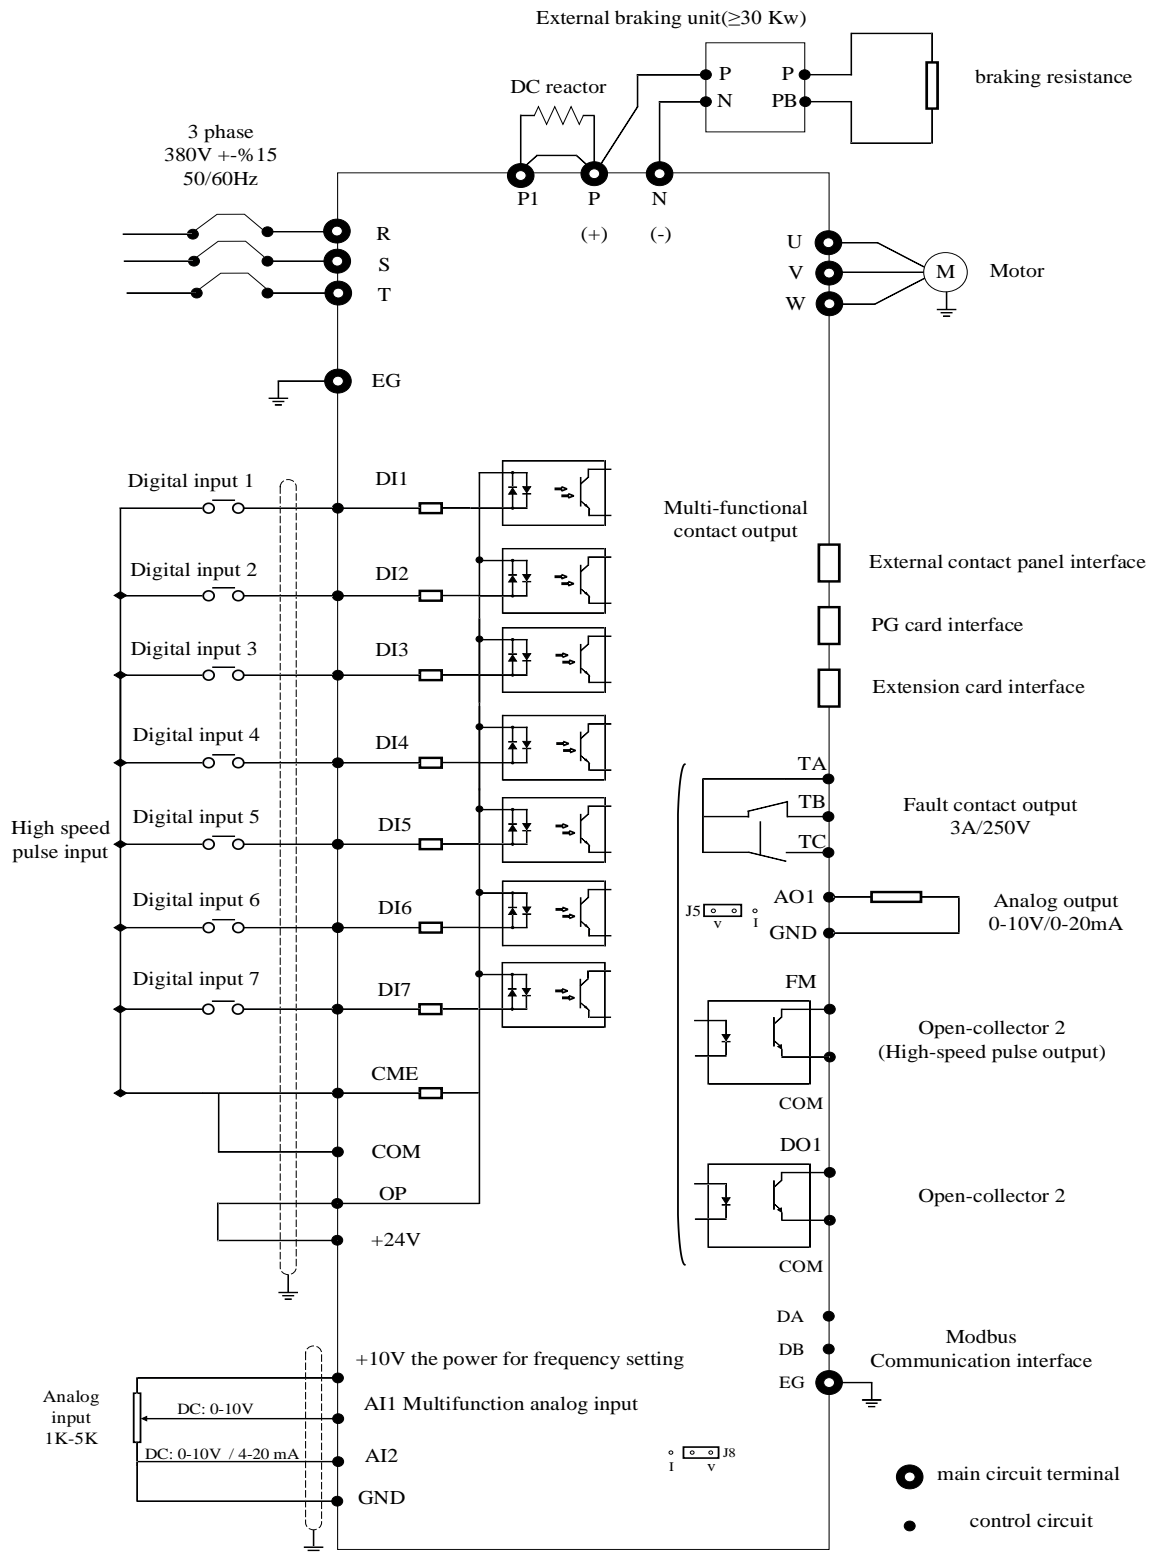 External braking unit(≥30 Kw)
P
P
N
PB
braking resistance
DC reactor
3 phase
380V +-%15
50/60Hz
P1
P
N
(+)
(-)
R
S
T
U
V
W
M
Motor
EG
Digital input 1
DI1
Digital input 2
DI2
Digital input 3
DI3
Digital input 4
DI4
Digital input 5
DI5
High speed
pulse input
Digital input 6
DI6
Digital input 7
DI7
CME
COM
OP
+24V
Multi-functional
contact output
External contact panel interface
PG card interface
Extension card interface
TA
TB
TC
Fault contact output
3A/250V
J5
v
I
AO1
GND
Analog output
0-10V/0-20mA
FM
Open-collector 2
(High-speed pulse output)
COM
DO1
Open-collector 2
COM
DA
DB
EG
Modbus
Communication interface
+10V the power for frequency setting
Analog
input
1K-5K
DC: 0-10V
AI1 Multifunction analog input
DC: 0-10V / 4-20 mA
AI2
GND
I
v
J8
main circuit terminal
control circuit